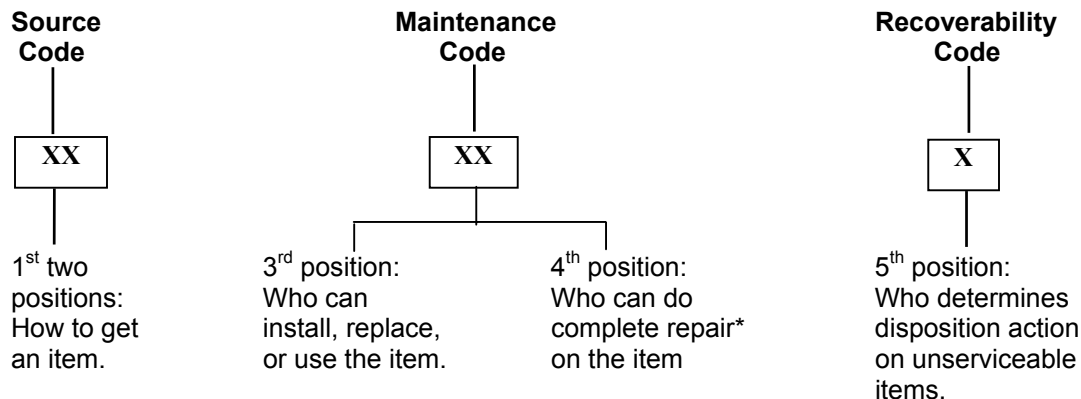 Source
Code
Maintenance
Code
Recoverability
Code
XX
XX
X
1st two
positions:
How to get
an item.
3rd position:
Who can
install, replace,
or use the item.
4th position:
Who can do
complete repair*
on the item
5th position:
Who determines
disposition action
on unserviceable
items.